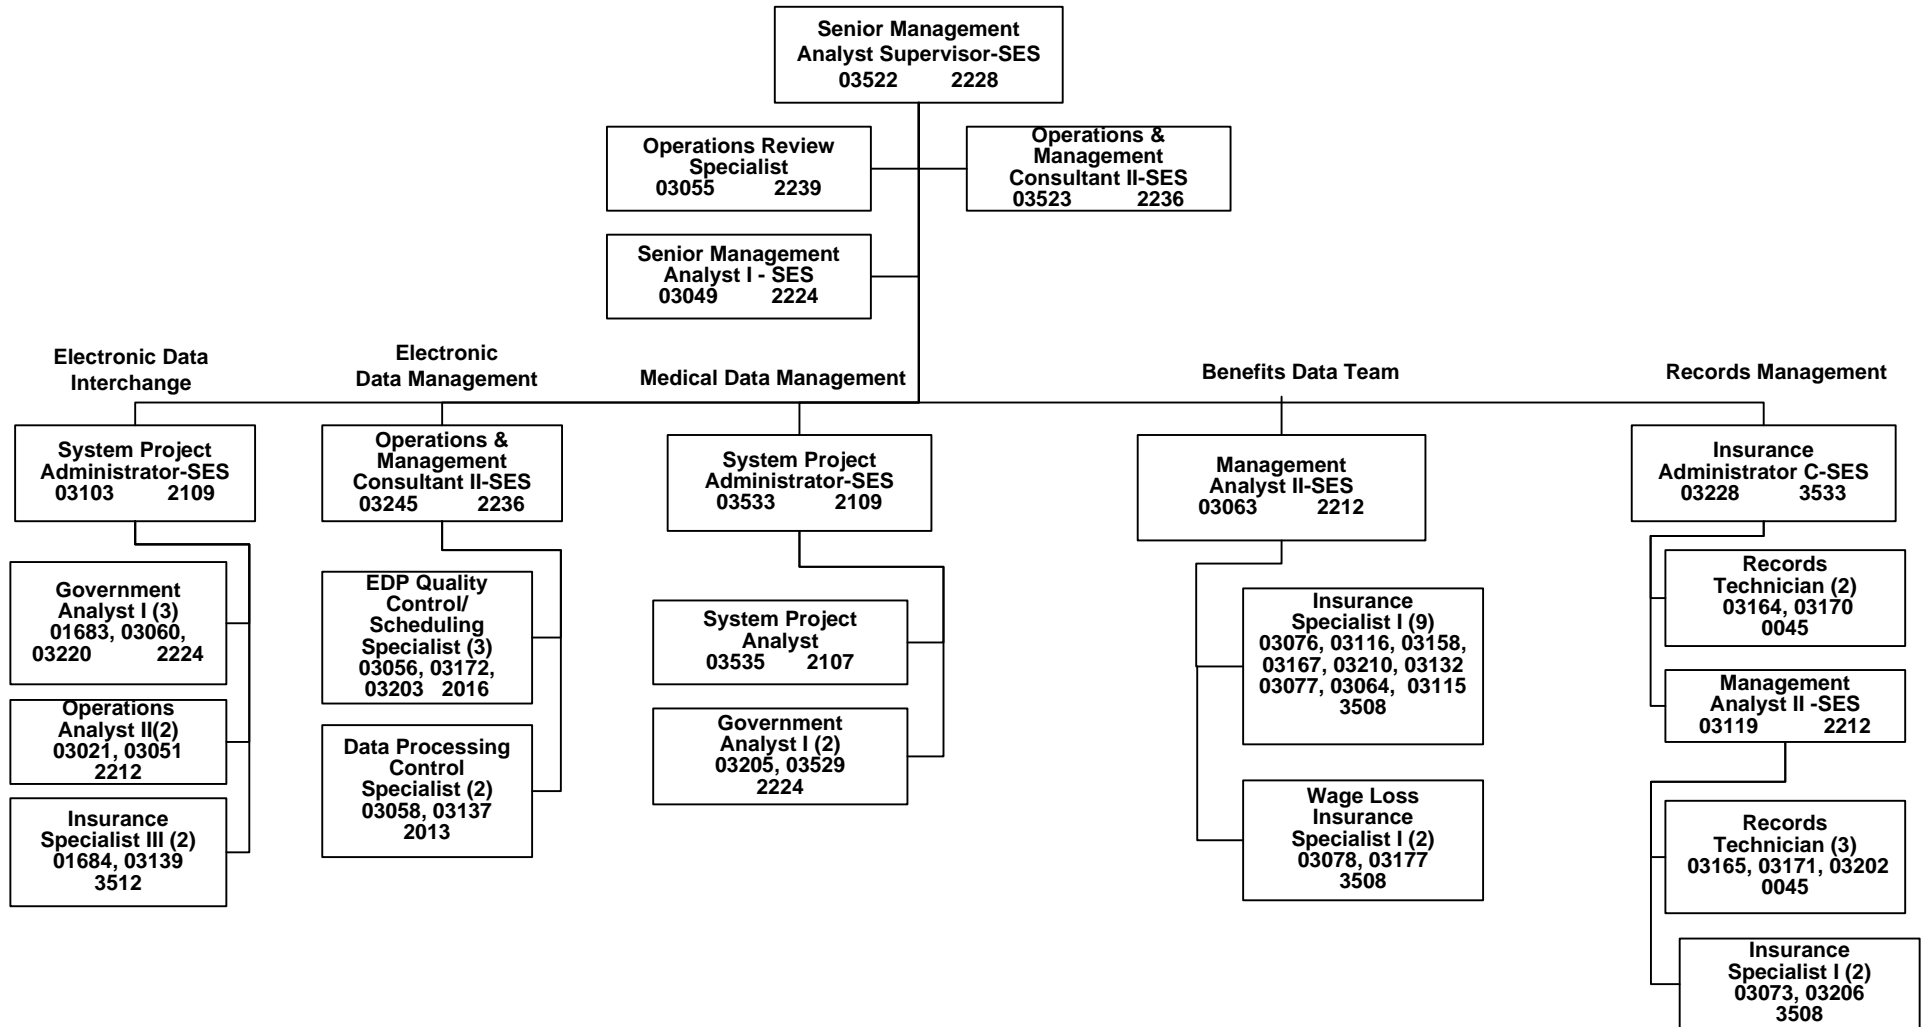 Senior Management
Analyst Supervisor-SES
03522 2228
Operations Review
Specialist
03055 2239
Operations &
Management
Consultant II-SES
03523 2236
Senior Management
Analyst I - SES
03049 2224
Electronic Data
Interchange
System Project
Administrator-SES
03103 2109
Government
Analyst I (3)
01683, 03060,
03220 2224
Operations
Analyst II(2)
03021, 03051
2212
Insurance
Specialist III (2)
01684, 03139
3512
Electronic
Data Management
Operations &
Management
Consultant II-SES
03245 2236
EDP Quality
Control/
Scheduling
Specialist (3)
03056, 03172,
03203 2016
Data Processing
Control
Specialist (2)
03058, 03137
2013
Medical Data Management
System Project
Administrator-SES
03533 2109
System Project
Analyst
03535 2107
Government
Analyst I (2)
03205, 03529
2224
Benefits Data Team
Management
Analyst II-SES
03063 2212
Insurance
Specialist I (9)
03076, 03116, 03158,
03167, 03210, 03132
03077, 03064, 03115
3508
Wage Loss
Insurance
Specialist I (2)
03078, 03177
3508
Records Management
Insurance
Administrator C-SES
03228 3533
Records
Technician (2)
03164, 03170
0045
Management
Analyst II -SES
03119 2212
Records
Technician (3)
03165, 03171, 03202
0045
Insurance
Specialist I (2)
03073, 03206
3508